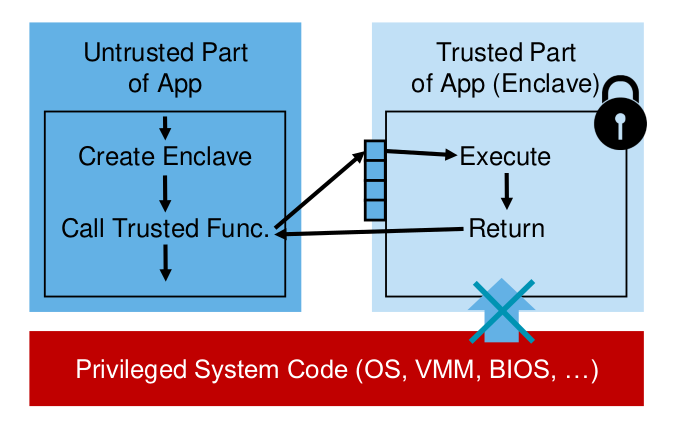 Untrusted Part
of App
Create Enclave
Call Trusted Func.
Trusted Part
of App (Enclave)
Execute
Return
Privileged System Code (OS, VMM, BIOS, …)